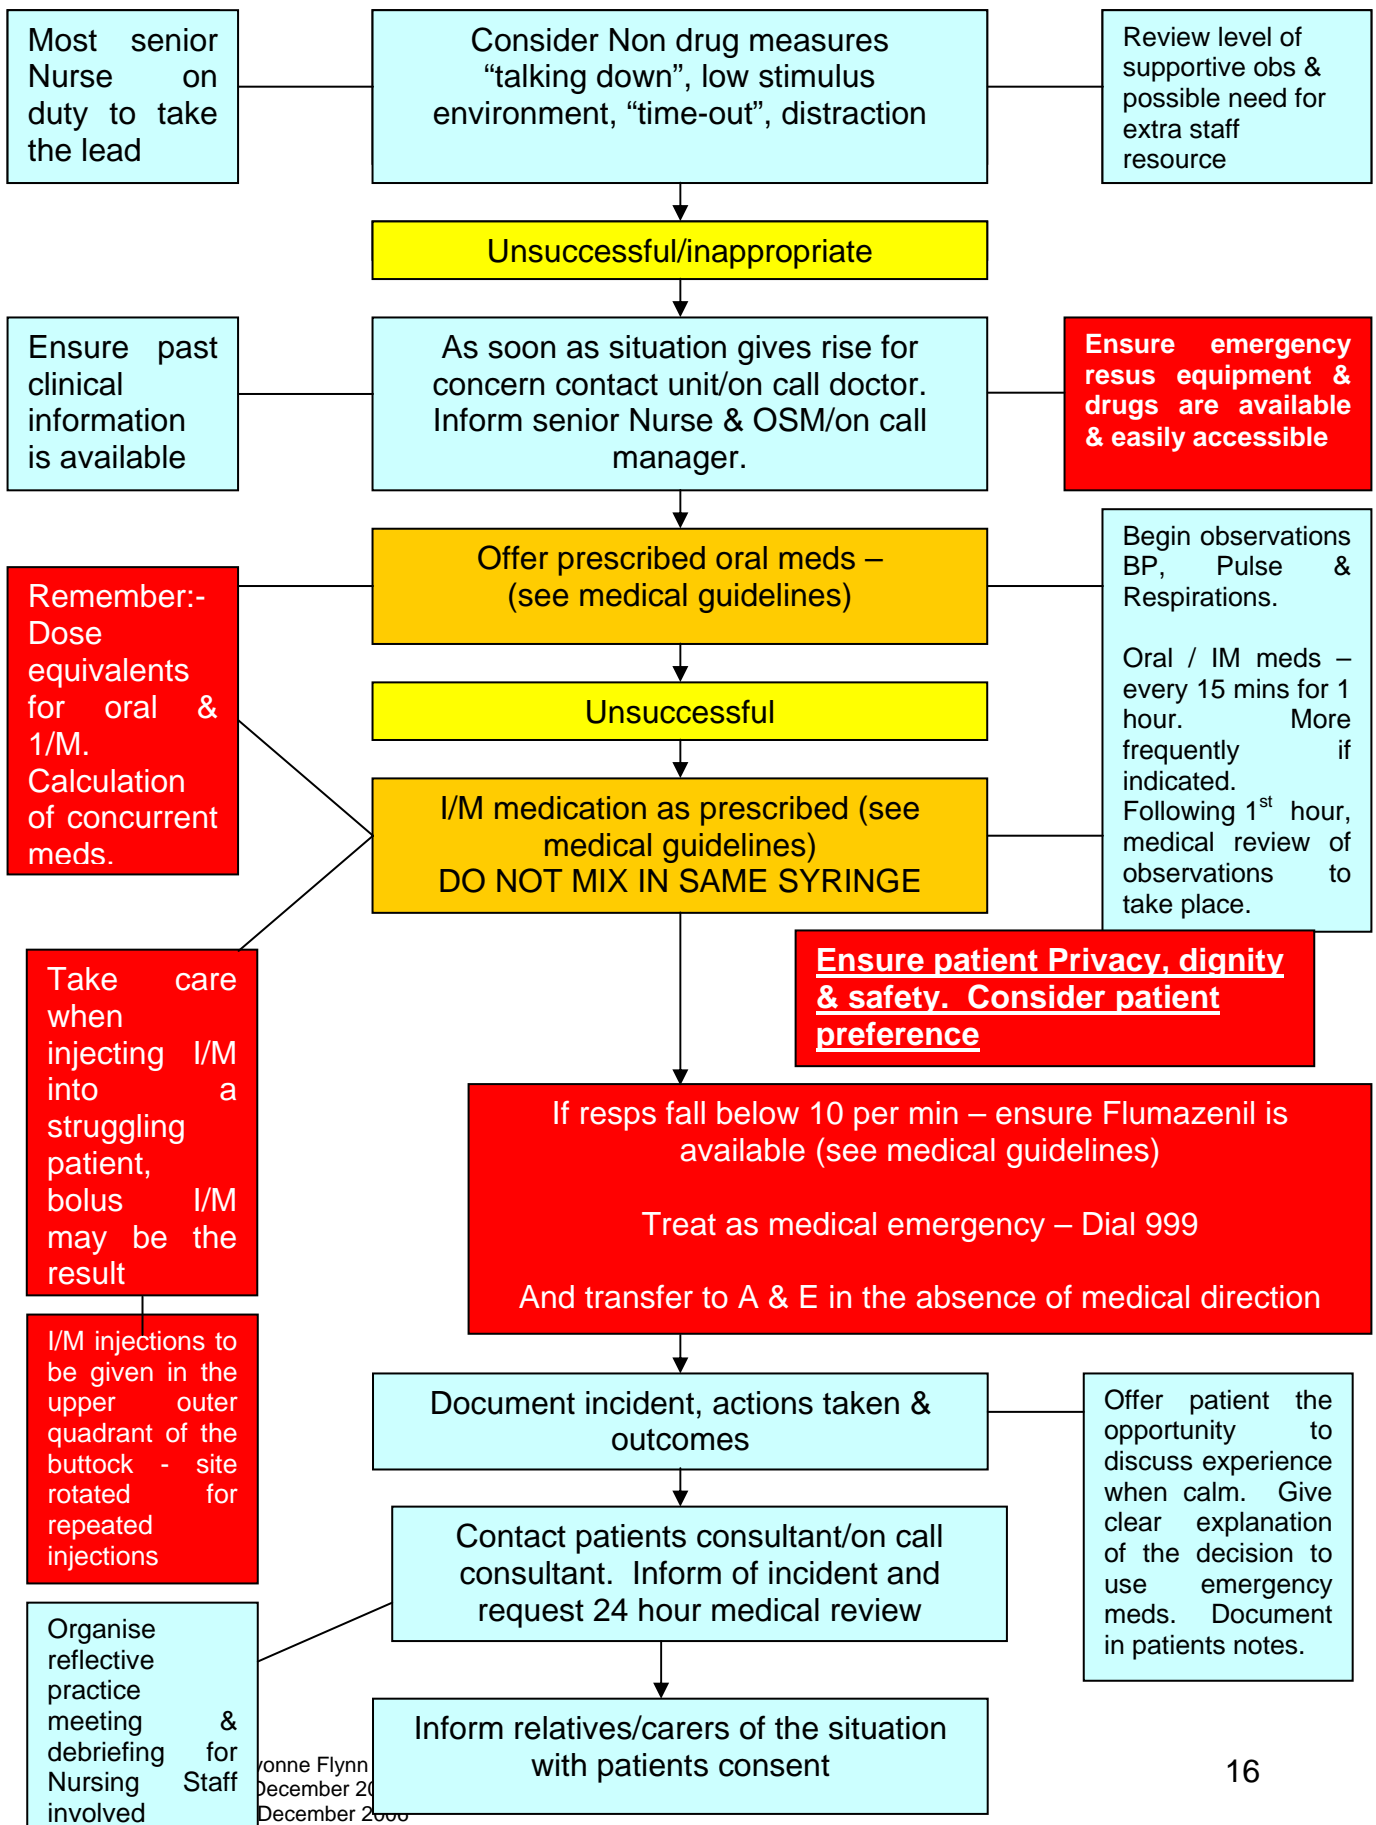 Most senior
Nurse on
duty to take
the lead
Consider Non drug measures
“talking down”, low stimulus
environment, “time-out”, distraction
Review level of
supportive obs &
possible need for
extra staff
resource
Unsuccessful/inappropriate
Ensure past
clinical
information
is available
As soon as situation gives rise for
concern contact unit/on call doctor.
Inform senior Nurse & OSM/on call
manager.
Ensure emergency
resus equipment &
drugs are available
& easily accessible
Offer prescribed oral meds –
(see medical guidelines)
Remember:-
Dose
equivalents
for oral &
1/M.
Calculation
of concurrent
meds.
Begin observations
BP, Pulse &
Respirations.
Oral / IM meds –
every 15 mins for 1
hour. More
frequently if
indicated.
Following 1st hour,
medical review of
observations to
take place.
Unsuccessful
I/M medication as prescribed (see
medical guidelines)
DO NOT MIX IN SAME SYRINGE
Take care
when
injecting I/M
into a
struggling
patient,
bolus I/M
may be the
result
Ensure patient Privacy, dignity
& safety. Consider patient
preference
If resps fall below 10 per min – ensure Flumazenil is
available (see medical guidelines)
Treat as medical emergency – Dial 999
And transfer to A & E in the absence of medical direction
I/M injections to
be given in the
upper outer
quadrant of the
buttock - site
rotated for
repeated
injections
Document incident, actions taken &
outcomes
Offer patient the
opportunity to
discuss experience
when calm. Give
clear explanation
of the decision to
use emergency
meds. Document
in patients notes.
Contact patients consultant/on call
consultant. Inform of incident and
request 24 hour medical review
Organise
reflective
practice
meeting &
debriefing for
Nursing Staff
involved
Inform relatives/carers of the situation
with patients consent
Flynn
December
December
16